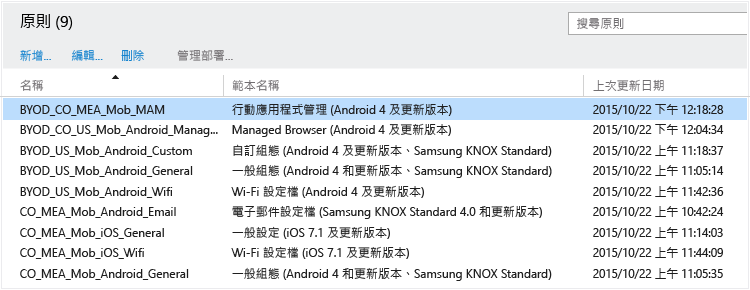 原則 (9)
搜尋原則
新增... 編輯... 刪除 管理部署...
名稱 範本名稱 上次更新日期
BYOD_CO_MEA_Mob_MAM 行動應用程式管理 (Android 4 及更新版本) 2015/10/22 下午 12:18:28
BYOD_CO_US_Mob_Android_Manag... Managed Browser (Android 4 及更新版本) 2015/10/22 下午 12:04:34
BYOD_US_Mob_Android_Custom 自訂組態 (Android 4 及更新版本、Samsung KNOX Standard) 2015/10/22 上午 11:18:37
BYOD_US_Mob_Android_General 一般組態 (Android 4 和更新版本、Samsung KNOX Standard) 2015/10/22 上午 11:05:14
BYOD_US_Mob_Android_Wifi Wi-Fi 設定檔 (Android 4 及更新版本) 2015/10/22 上午 11:42:36
CO_MEA_Mob_Android_Email 電子郵件設定檔 (Samsung KNOX Standard 4.0 和更新版本) 2015/10/22 上午 10:42:24
CO_MEA_Mob_iOS_General 一般設定 (iOS 7.1 及更新版本) 2015/10/22 上午 11:14:03
CO_MEA_Mob_iOS_Wifi Wi-Fi 設定檔 (iOS 7.1 及更新版本) 2015/10/22 上午 11:44:09
CO_MEA_Mob_Android_General 一般組態 (Android 4 和更新版本、Samsung KNOX Standard) 2015/10/22 上午 11:05:35